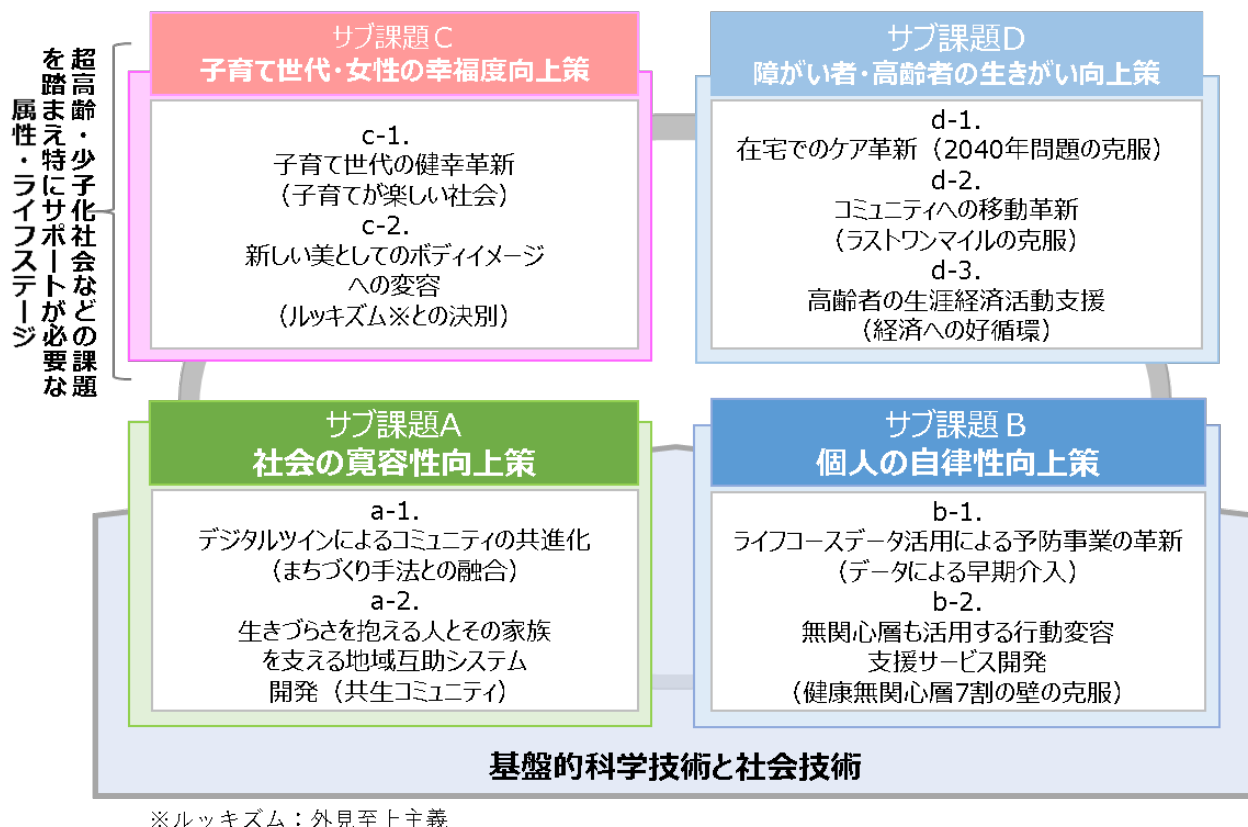 超高齢・少子化社会などの課題
を踏まえ特にサポートが必要な
属性・ライフステージ
サブ課題C
子育て世代・女性の幸福度向上策
c-1.
子育て世代の健幸革新
（子育てが楽しい社会）
c-2.
新しい美としてのボディイメージ
への変容
（ルッキズム※との決別）
サブ課題D
障がい者・高齢者の生きがい向上策
d-1.
在宅でのケア革新（2040年問題の克服）
d-2.
コミュニティへの移動革新
（ラストワンマイルの克服）
d-3.
高齢者の生涯経済活動支援
（経済への好循環）
サブ課題A
社会の寛容性向上策
a-1.
デジタルツインによるコミュニティの共進化
（まちづくり手法との融合）
a-2.
生きづらさを抱える人とその家族
を支える地域互助システム
開発（共生コミュニティ）
サブ課題B
個人の自律性向上策
b-1.
ライフコースデータ活用による予防事業の革新
（データによる早期介入）
b-2.
無関心層も活用する行動変容
支援サービス開発
（健康無関心層7割の壁の克服）
基盤的科学技術と社会技術
※ルッキズム：外見至上主義